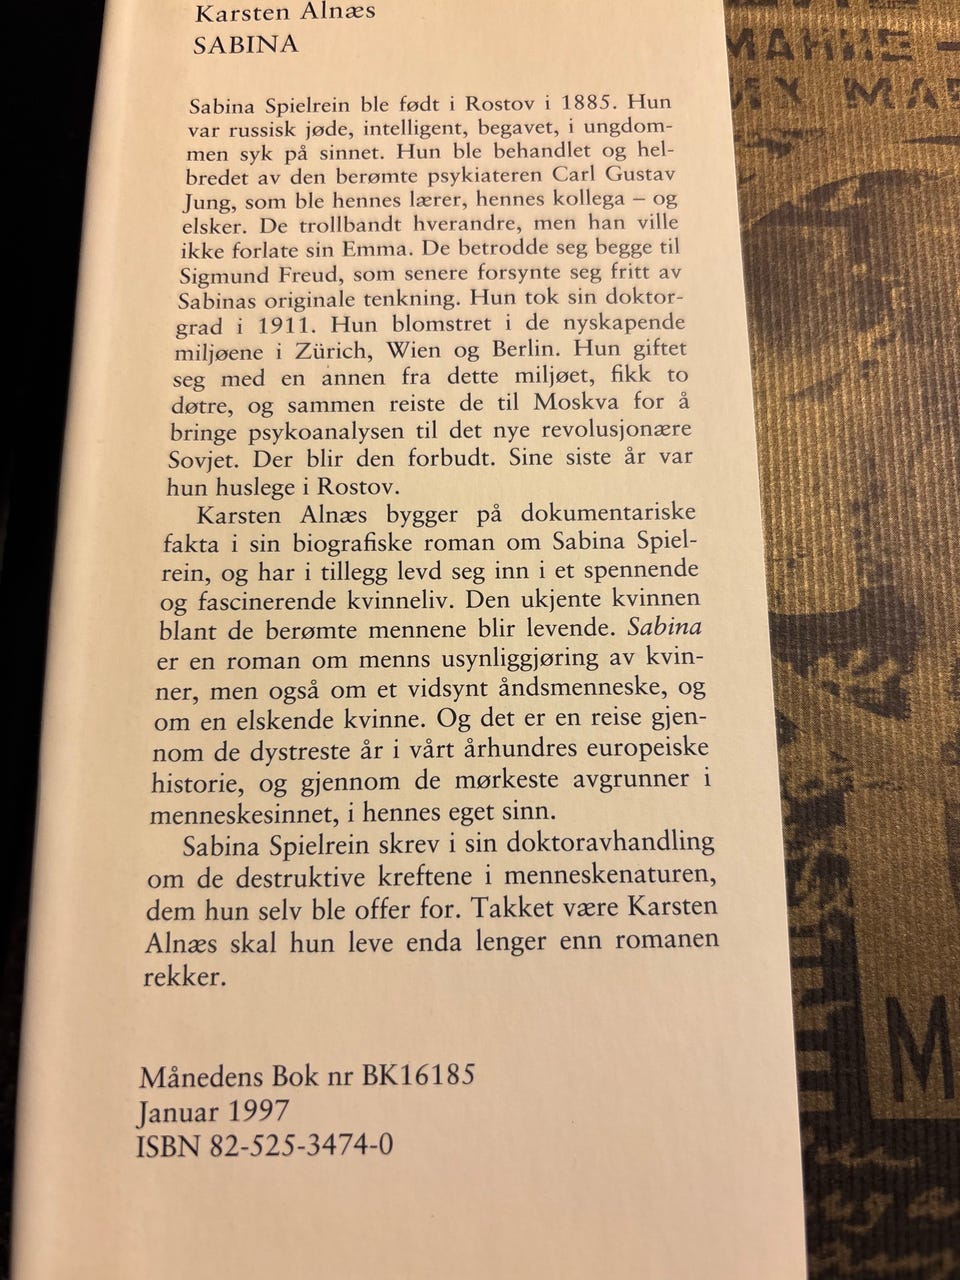 Karsten Alnæs
SABINA
Sabina Spielrein ble født i Rostov i 1885. Hun
var russisk jøde, intelligent, begavet, i ungdom-
men syk på sinnet. Hun ble behandlet og hel-
bredet av den berømte psykiateren Carl Gustav
Jung, som ble hennes lærer, hennes kollega – og
elsker. De trollbandt hverandre, men han ville
ikke forlate sin Emma. De betrodde seg begge til
Sigmund Freud, som senere forsynte seg fritt av
Sabinas originale tenkning. Hun tok sin doktor-
grad i 1911. Hun blomstret i de nyskapende
miljøene i Zürich, Wien og Berlin. Hun giftet
seg med en annen fra dette miljøet, fikk to
døtre, og sammen reiste de til Moskva for å
bringe psykoanalysen til det nye revolusjonære
Sovjet. Der blir den forbudt. Sine siste år var
hun huslege i Rostov.
Karsten Alnæs bygger på dokumentariske
fakta i sin biografiske roman om Sabina Spiel-
rein, og har i tillegg levd seg inn i et spennende
og fascinerende kvinneliv. Den ukjente kvinnen
blant de berømte mennene blir levende. Sabina
er en roman om menns usynliggjøring av kvin-
ner, men også om et vidsynt åndsmenneske, og
om en elskende kvinne. Og det er en reise gjen-
nom de dystreste år i vårt århundres europeiske
historie, og gjennom de mørkeste avgrunner i
menneskesinnet, i hennes eget sinn.
Sabina Spielrein skrev i sin doktoravhandling
om de destruktive kreftene i menneskenaturen,
dem hun selv ble offer for. Takket være Karsten
Alnæs skal hun leve enda lenger enn romanen
rekker.
Månedens Bok nr BK16185
Januar 1997
ISBN 82-525-3474-0